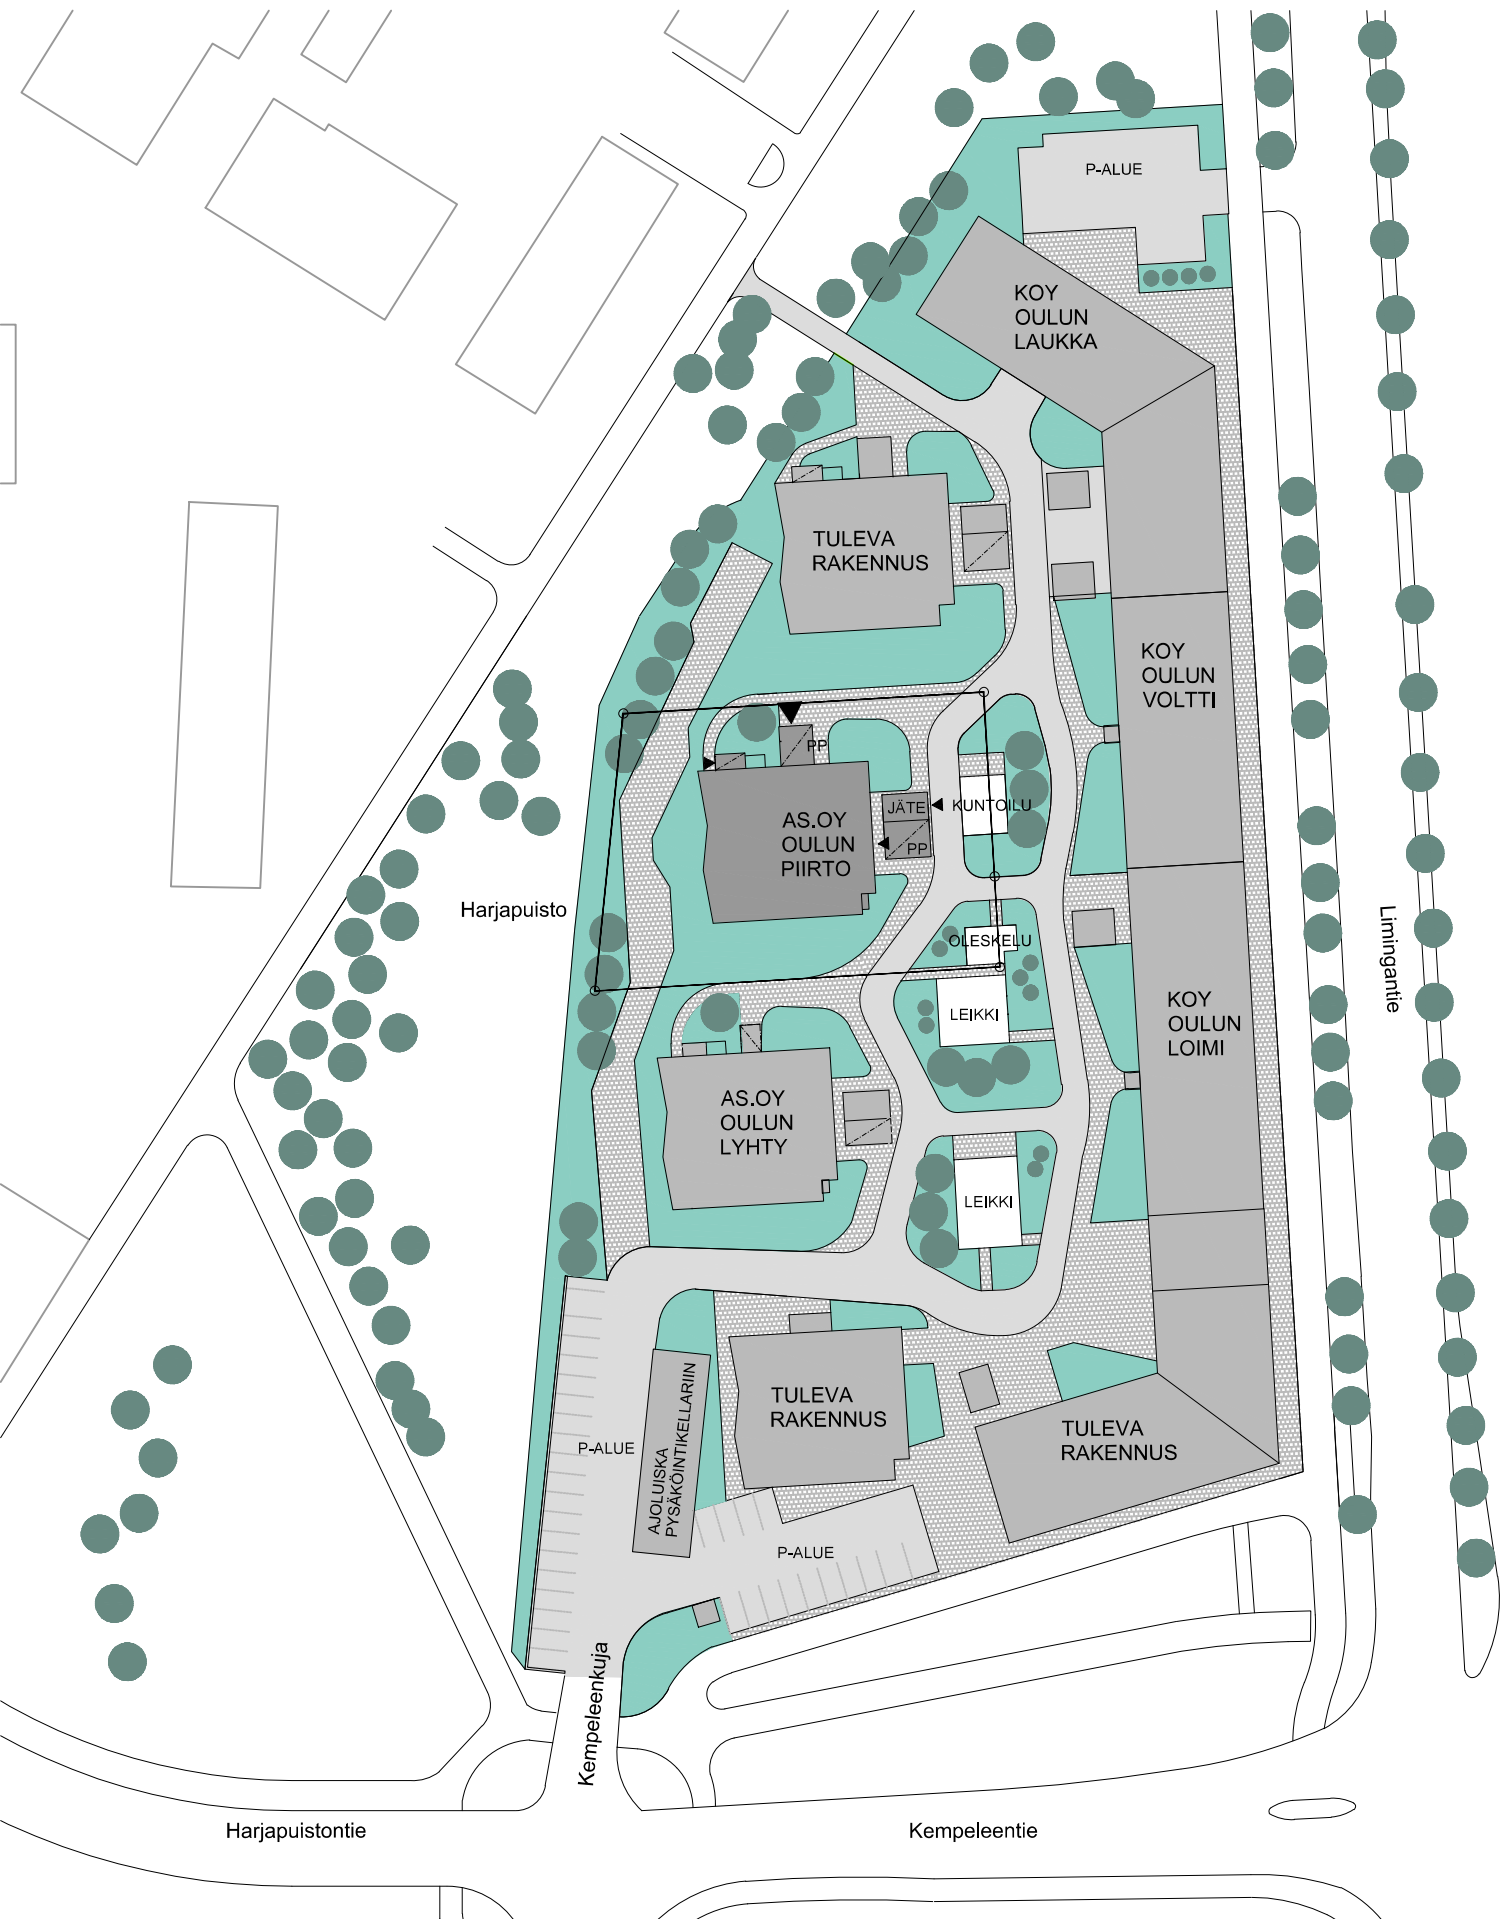 P-ALUE
KOY
OULUN
LAUKKA
TULEVA
RAKENNUS
KOY
OULUN
VOLTTI
PP
JÄTE
KUNTOILU
AS.OY
OULUN
PIIRTO
PP
Harjapuisto
OLESKELU
Limingantie
LEIKKI
KOY
OULUN
LOIMI
AS.OY
OULUN
LYHTY
LEIKKI
TULEVA
RAKENNUS
TULEVA
RAKENNUS
P-ALUE
AJOLUISKA
PYSÄKÖINTIKELLARIIN
P-ALUE
Kempeleenkuja
Harjapuistontie
Kempeleentie